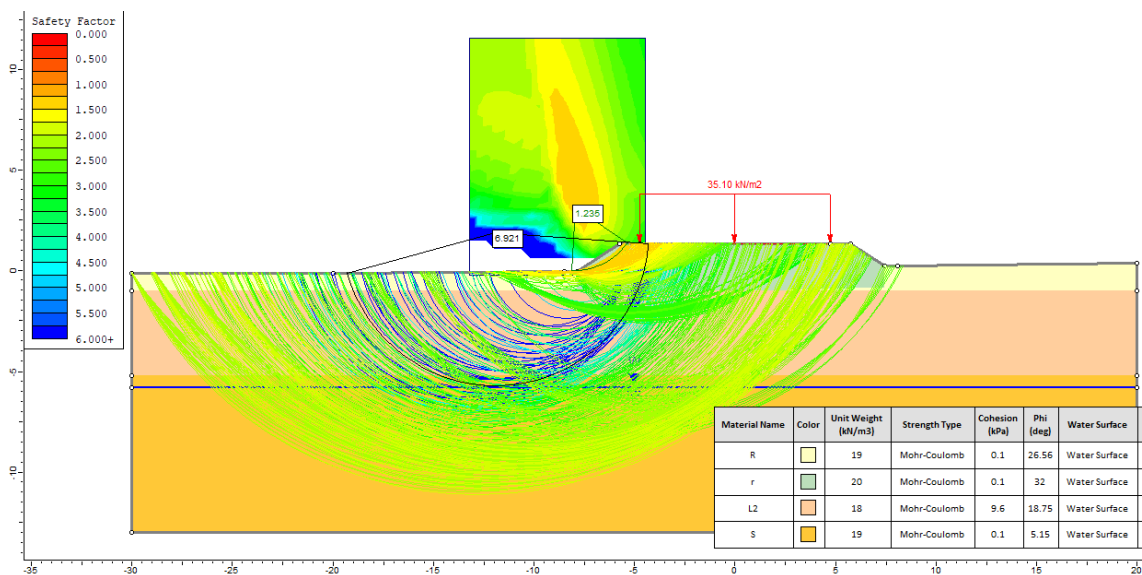 Safety Factor
0.000
0.500
1.000
1.500
2.000
2.500
3.000
3.500
4.000
4.500
5.000
5.500
6.000+
10
5
0
-5
-10
35.10 kN/m2
1.235
6.921
Material Name Color Unit Weight (kN/m3) Strength Type Cohesion (kPa) Phi (deg) Water Surface
R 19 Mohr-Coulomb 0.1 26.56 Water Surface
r 20 Mohr-Coulomb 0.1 32 Water Surface
L2 18 Mohr-Coulomb 9.6 18.75 Water Surface
S 19 Mohr-Coulomb 0.1 5.15 Water Surface
-35 -30 -25 -20 -15 -10 -5 0 5 10 15 20